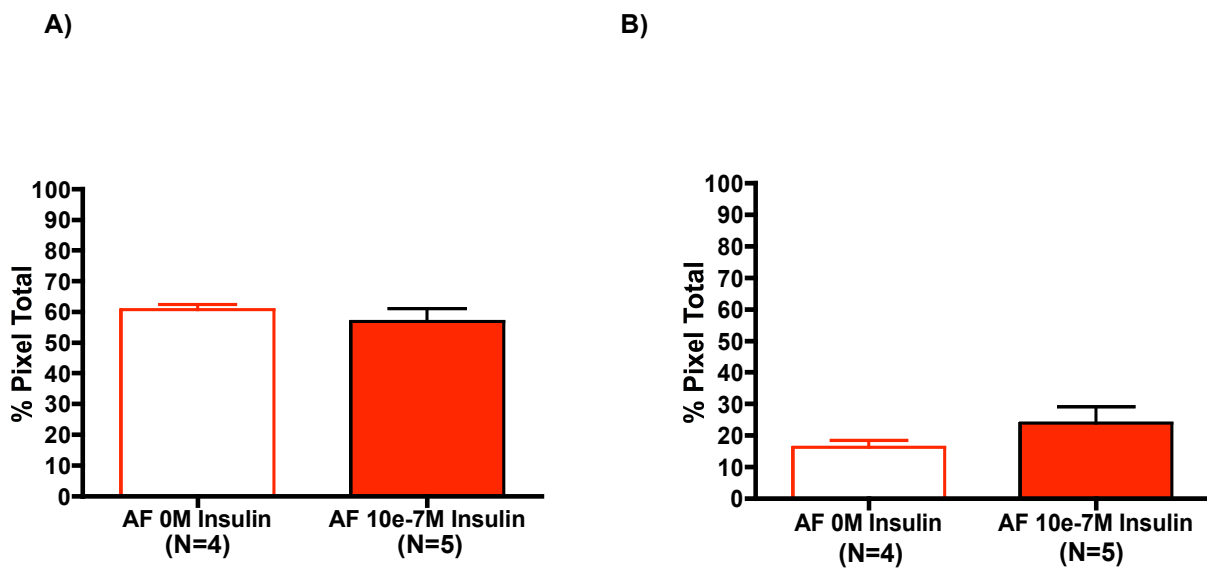 A)
B)
% Pixel Total
100
90
80
70
60
50
40
30
20
10
0
AF 0M Insulin
(N=4)
AF 10e-7M Insulin
(N=5)
% Pixel Total
100
90
80
70
60
50
40
30
20
10
0
AF 0M Insulin
(N=4)
AF 10e-7M Insulin
(N=5)